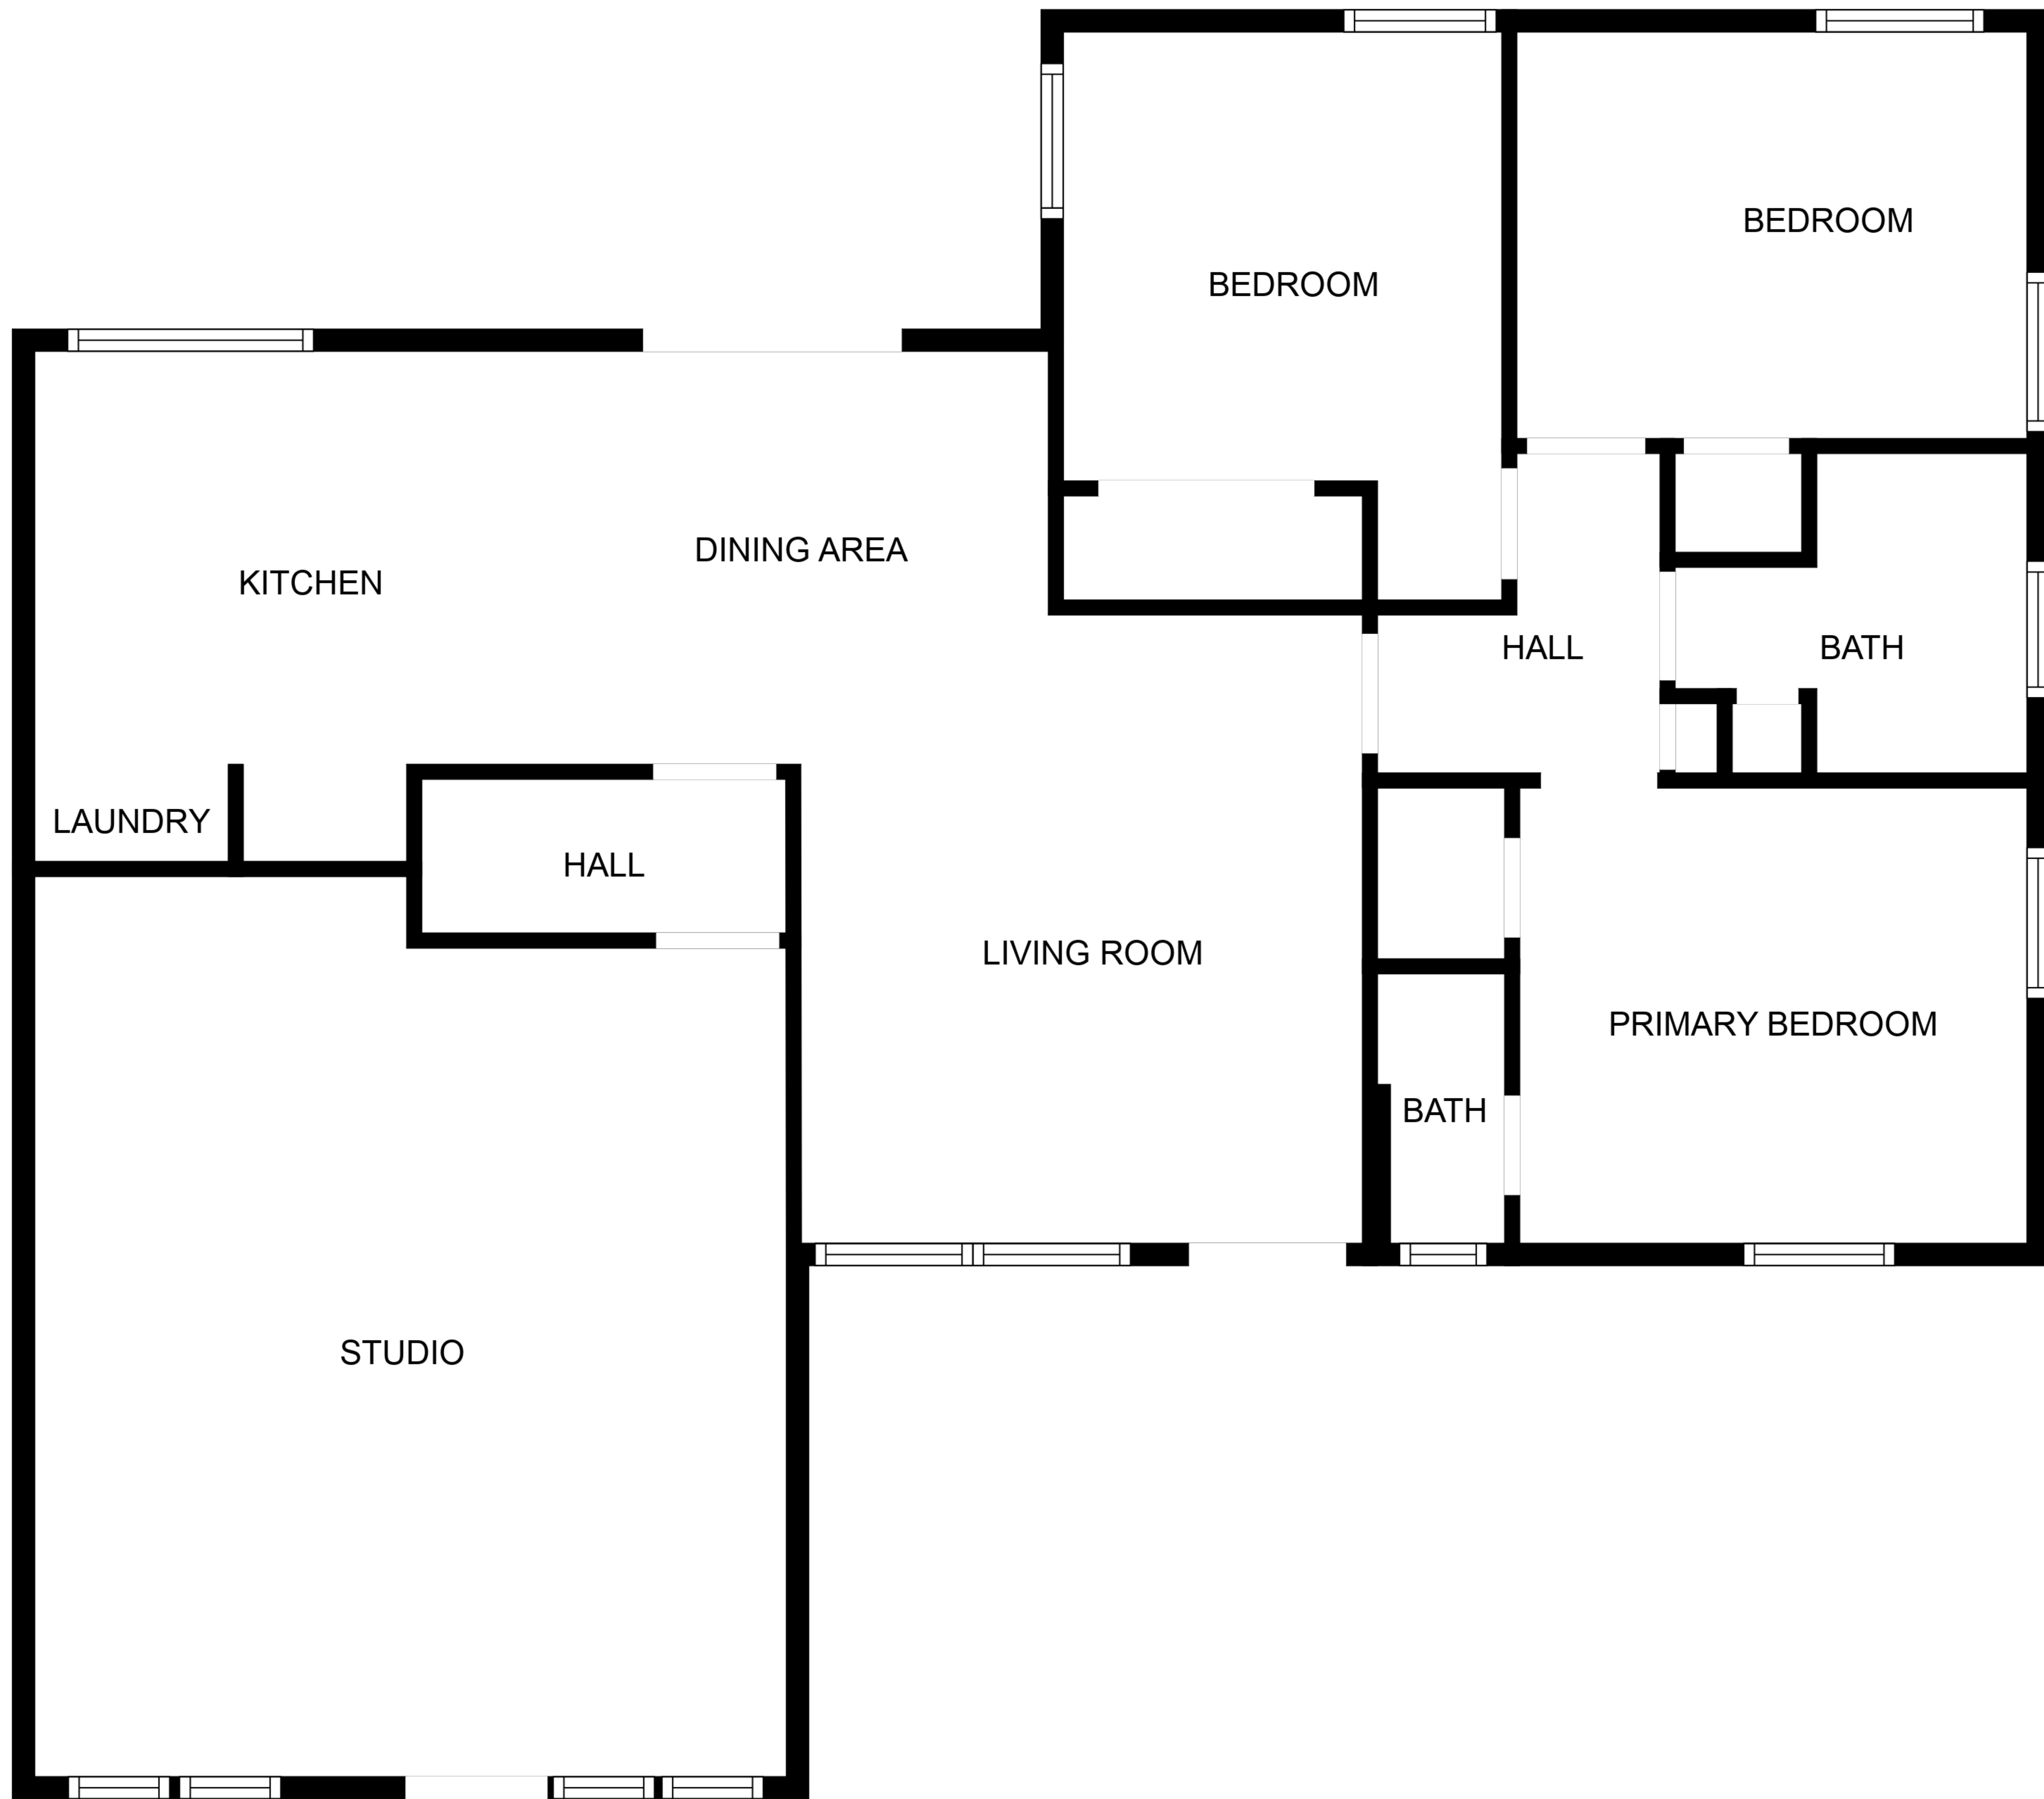 BEDROOM
BEDROOM
DINING AREA
KITCHEN
HALL
BATH
LAUNDRY
HALL
LIVING ROOM
PRIMARY BEDROOM
BATH
STUDIO